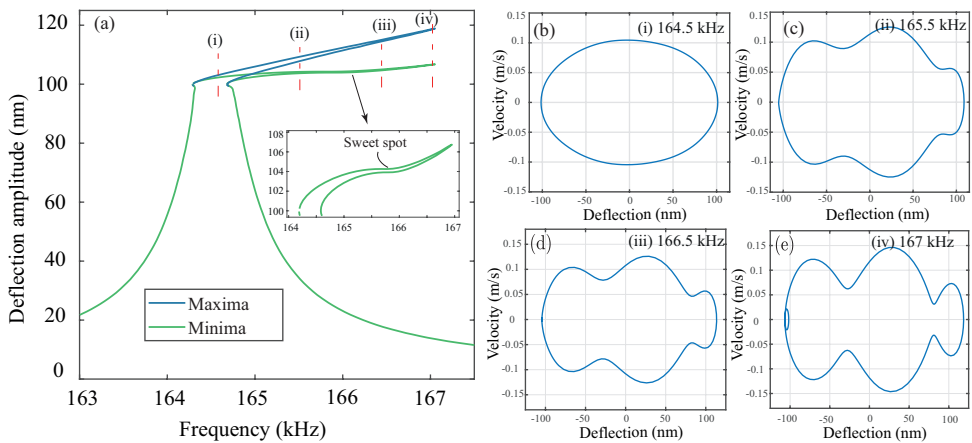 (a)
(i)
(ii)
(iii)
(iv)
120
100
80
60
40
20
0
163
164
165
166
167
Frequency (kHz)
Deflection amplitude (nm)
Maxima
Minima
108
106
104
102
100
164
165
166
167
Sweet spot
(b)
(i) 164.5 kHz
0.15
0.1
0.05
0
-0.05
-0.1
-0.15
-100
-50
0
50
100
Velocity (m/s)
Deflection (nm)
(c)
(ii) 165.5 kHz
0.15
0.1
0.05
0
-0.05
-0.1
-0.15
-100
-50
0
50
100
Velocity (m/s)
Deflection (nm)
(d)
(iii) 166.5 kHz
0.15
0.1
0.05
0
-0.05
-0.1
-0.15
-100
-50
0
50
100
Velocity (m/s)
Deflection (nm)
(e)
(iv) 167 kHz
0.15
0.1
0.05
0
-0.05
-0.1
-0.15
-100
-50
0
50
100
Velocity (m/s)
Deflection (nm)